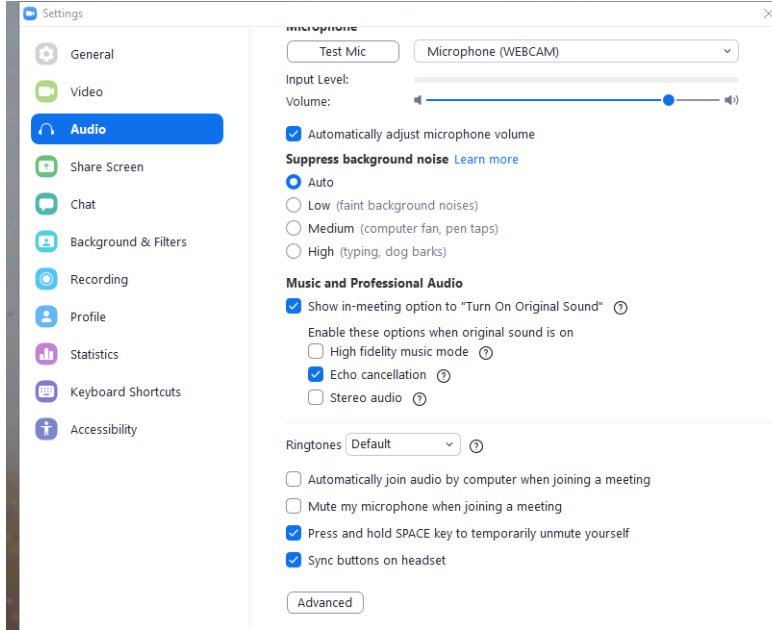 Settings
General
Video
Audio
Share Screen
Chat
Background & Filters
Recording
Profile
Statistics
Keyboard Shortcuts
Accessibility
Microphone
Test Mic
Microphone (WEBCAM)
Input Level:
Volume:
Automatically adjust microphone volume
Suppress background noise Learn more
Auto
Low (faint background noises)
Medium (computer fan, pen taps)
High (typing, dog barks)
Music and Professional Audio
Show in-meeting option to "Turn On Original Sound" ?
Enable these options when original sound is on
High fidelity music mode ?
Echo cancellation ?
Stereo audio ?
Ringtones Default ?
Automatically join audio by computer when joining a meeting
Mute my microphone when joining a meeting
Press and hold SPACE key to temporarily unmute yourself
Sync buttons on headset
Advanced